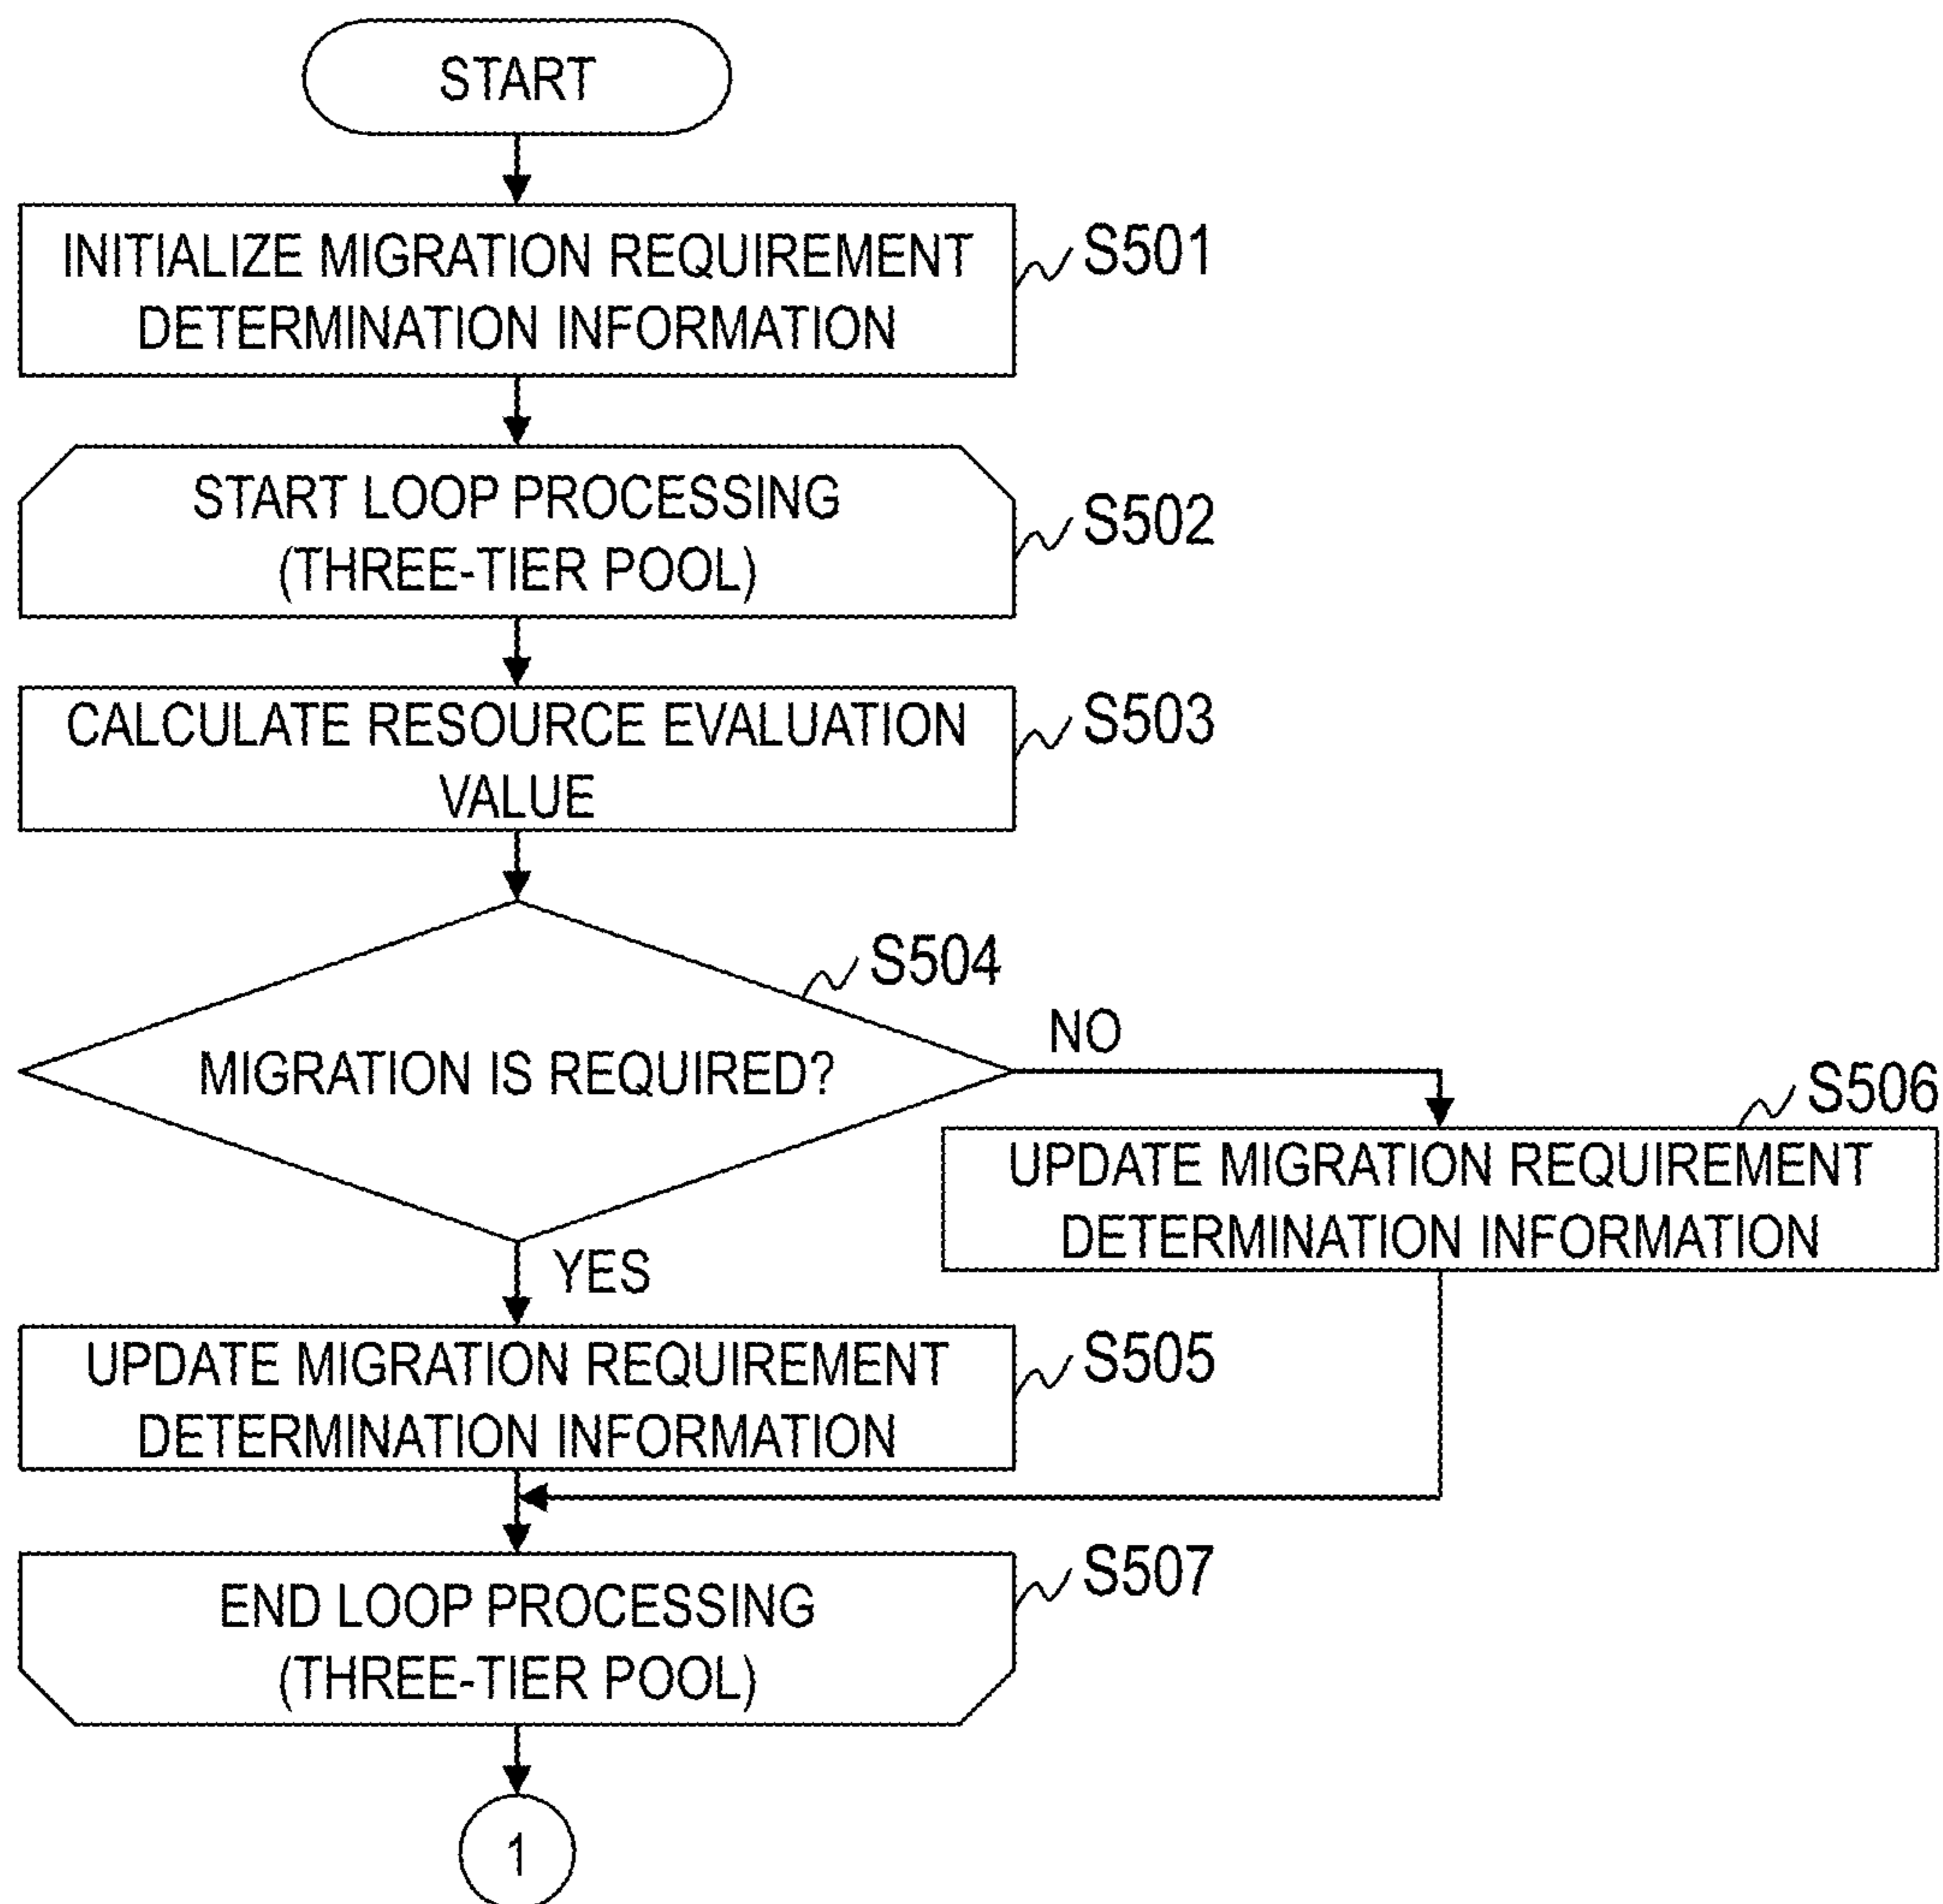 START
INITIALIZE MIGRATION REQUIREMENT
DETERMINATION INFORMATION
S501
START LOOP PROCESSING
(THREE-TIER POOL)
S502
CALCULATE RESOURCE EVALUATION
VALUE
S503
S504
MIGRATION IS REQUIRED?
NO
S506
UPDATE MIGRATION REQUIREMENT
DETERMINATION INFORMATION
YES
UPDATE MIGRATION REQUIREMENT
DETERMINATION INFORMATION
S505
END LOOP PROCESSING
(THREE-TIER POOL)
S507
1